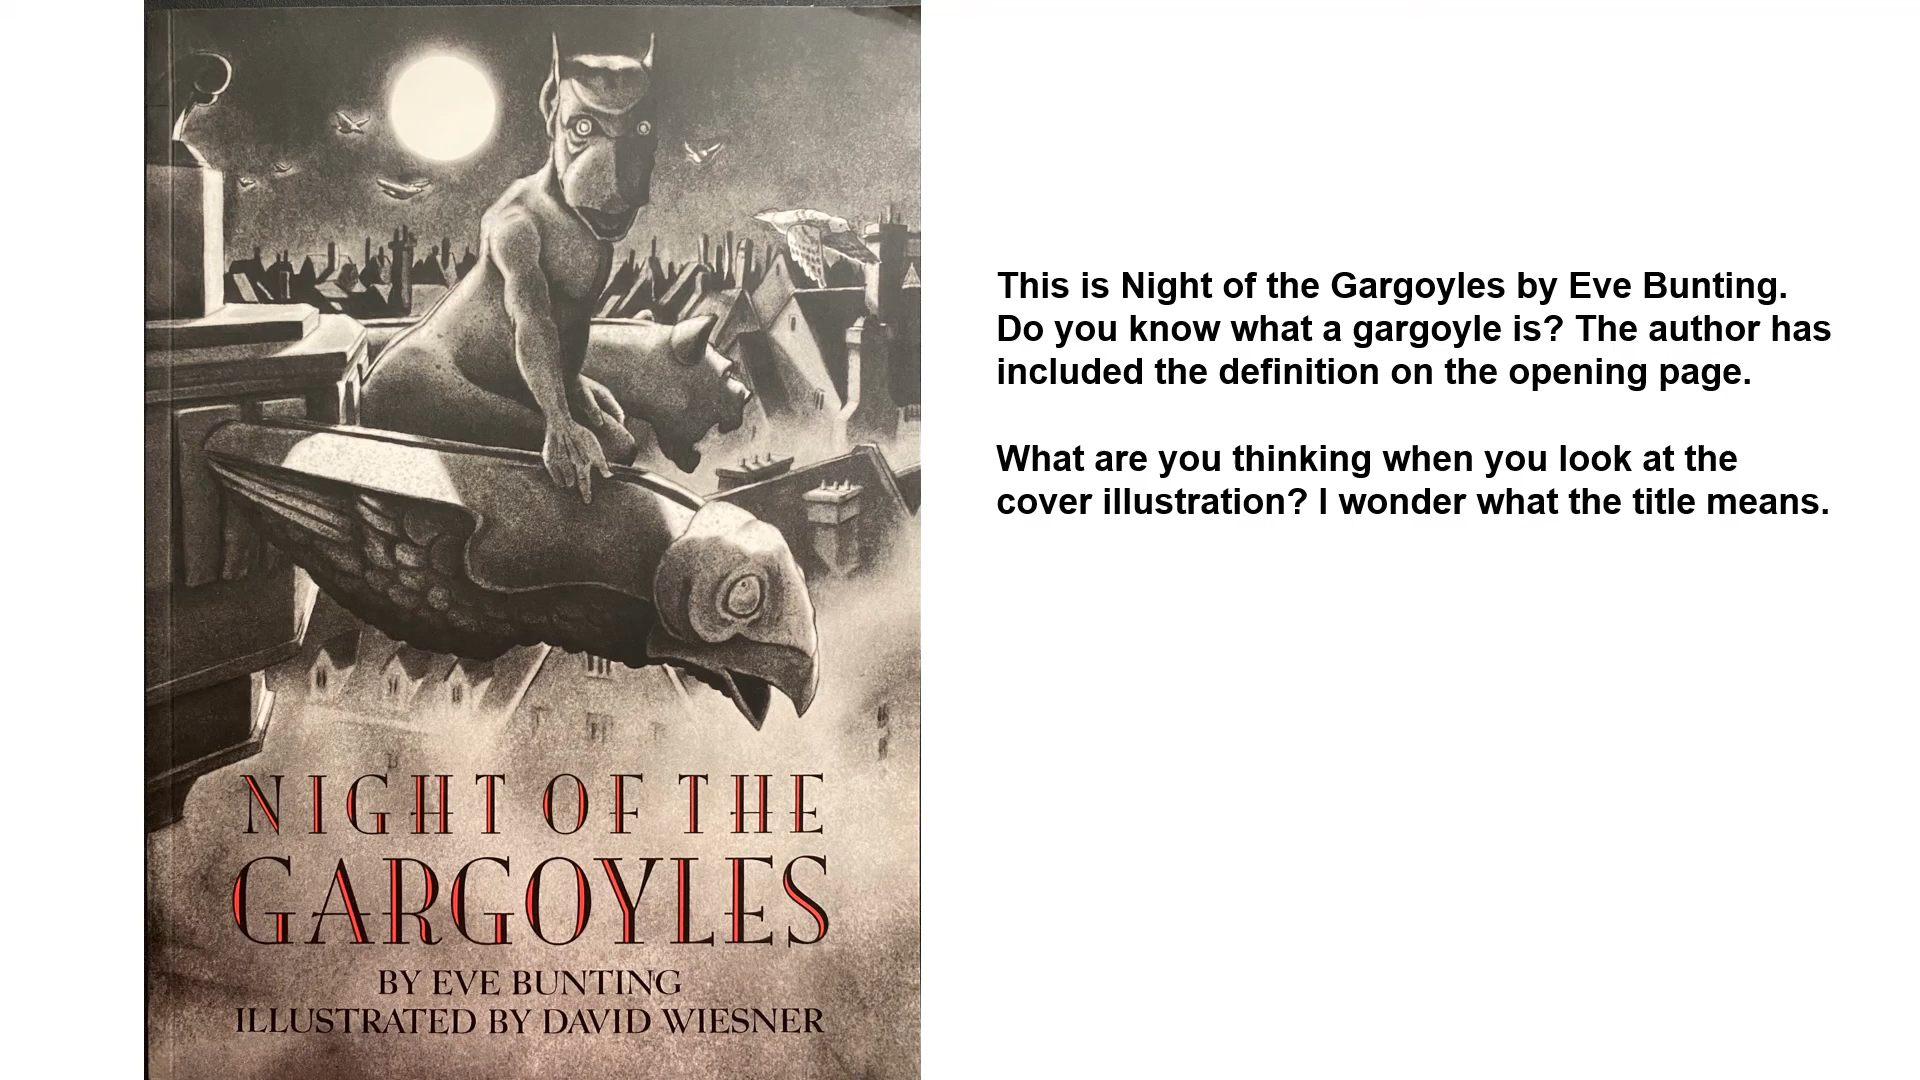 NIGHT OF THE
GARGOYLES
BY EVE BUNTING
ILLUSTRATED BY DAVID WIESNER
This is Night of the Gargoyles by Eve Bunting.
Do you know what a gargoyle is? The author has
included the definition on the opening page.
What are you thinking when you look at the
cover illustration? I wonder what the title means.